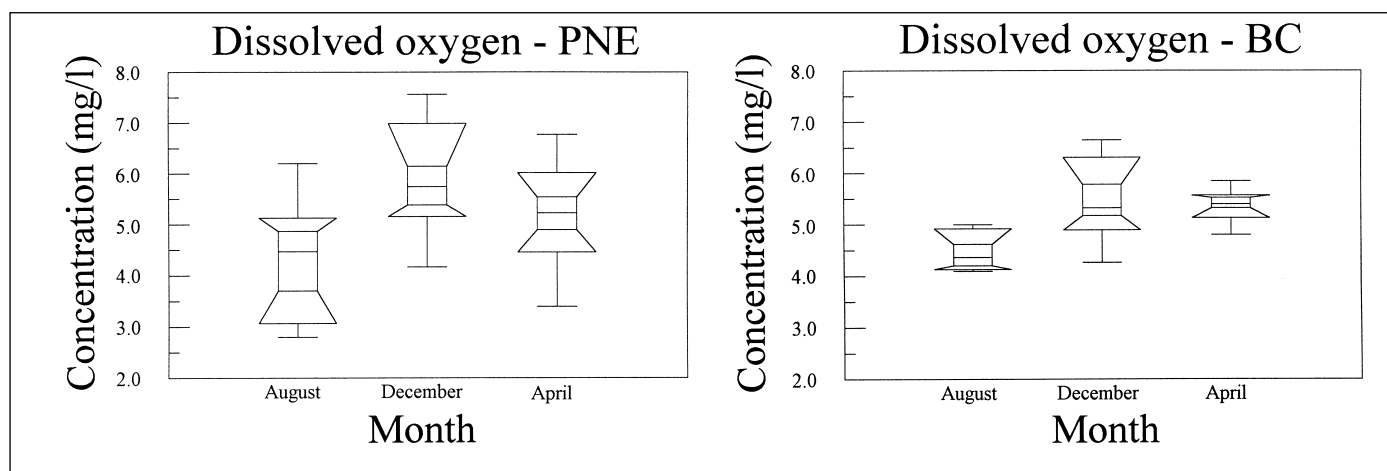 Dissolved oxygen - PNE
Concentration (mg/l)
8.0
7.0
6.0
5.0
4.0
3.0
2.0
August December April
Month
Dissolved oxygen - BC
Concentration (mg/l)
8.0
7.0
6.0
5.0
4.0
3.0
2.0
August December April
Month